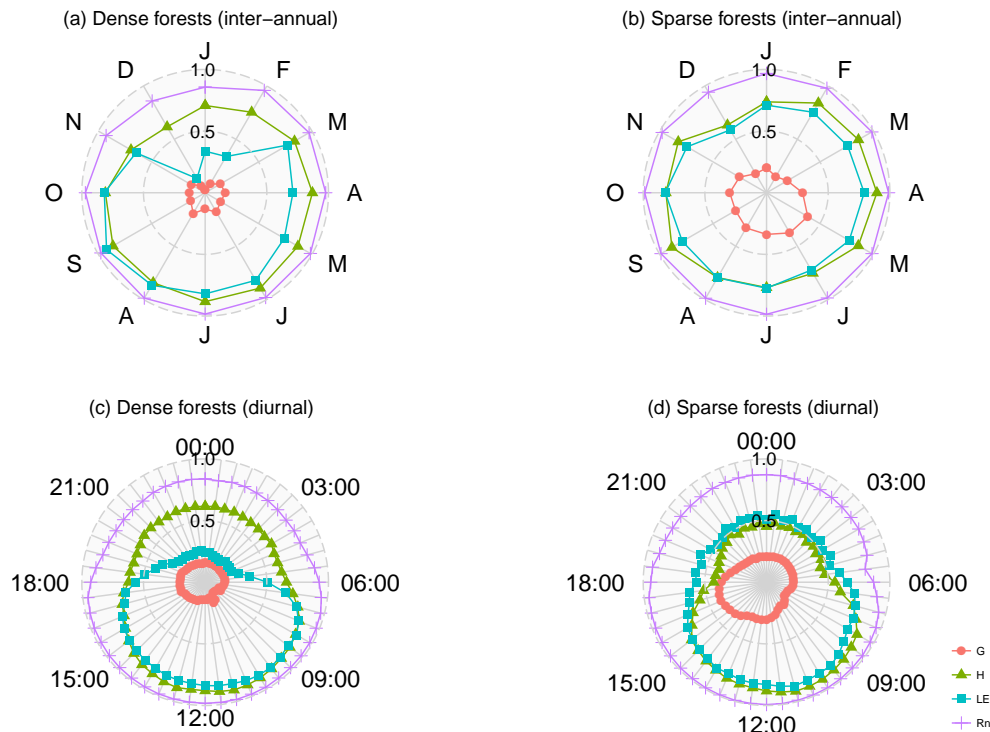 (a) Dense forests (inter−annual)
(b) Sparse forests (inter−annual)
J
F
M
A
M
J
J
A
S
O
N
D
1.0
0.5
J
F
M
A
M
J
J
A
S
O
N
D
1.0
0.5
(c) Dense forests (diurnal)
(d) Sparse forests (diurnal)
00:00
03:00
06:00
09:00
12:00
15:00
18:00
21:00
1.0
0.5
00:00
03:00
06:00
09:00
12:00
15:00
18:00
21:00
1.0
0.5
G
H
LE
Rn